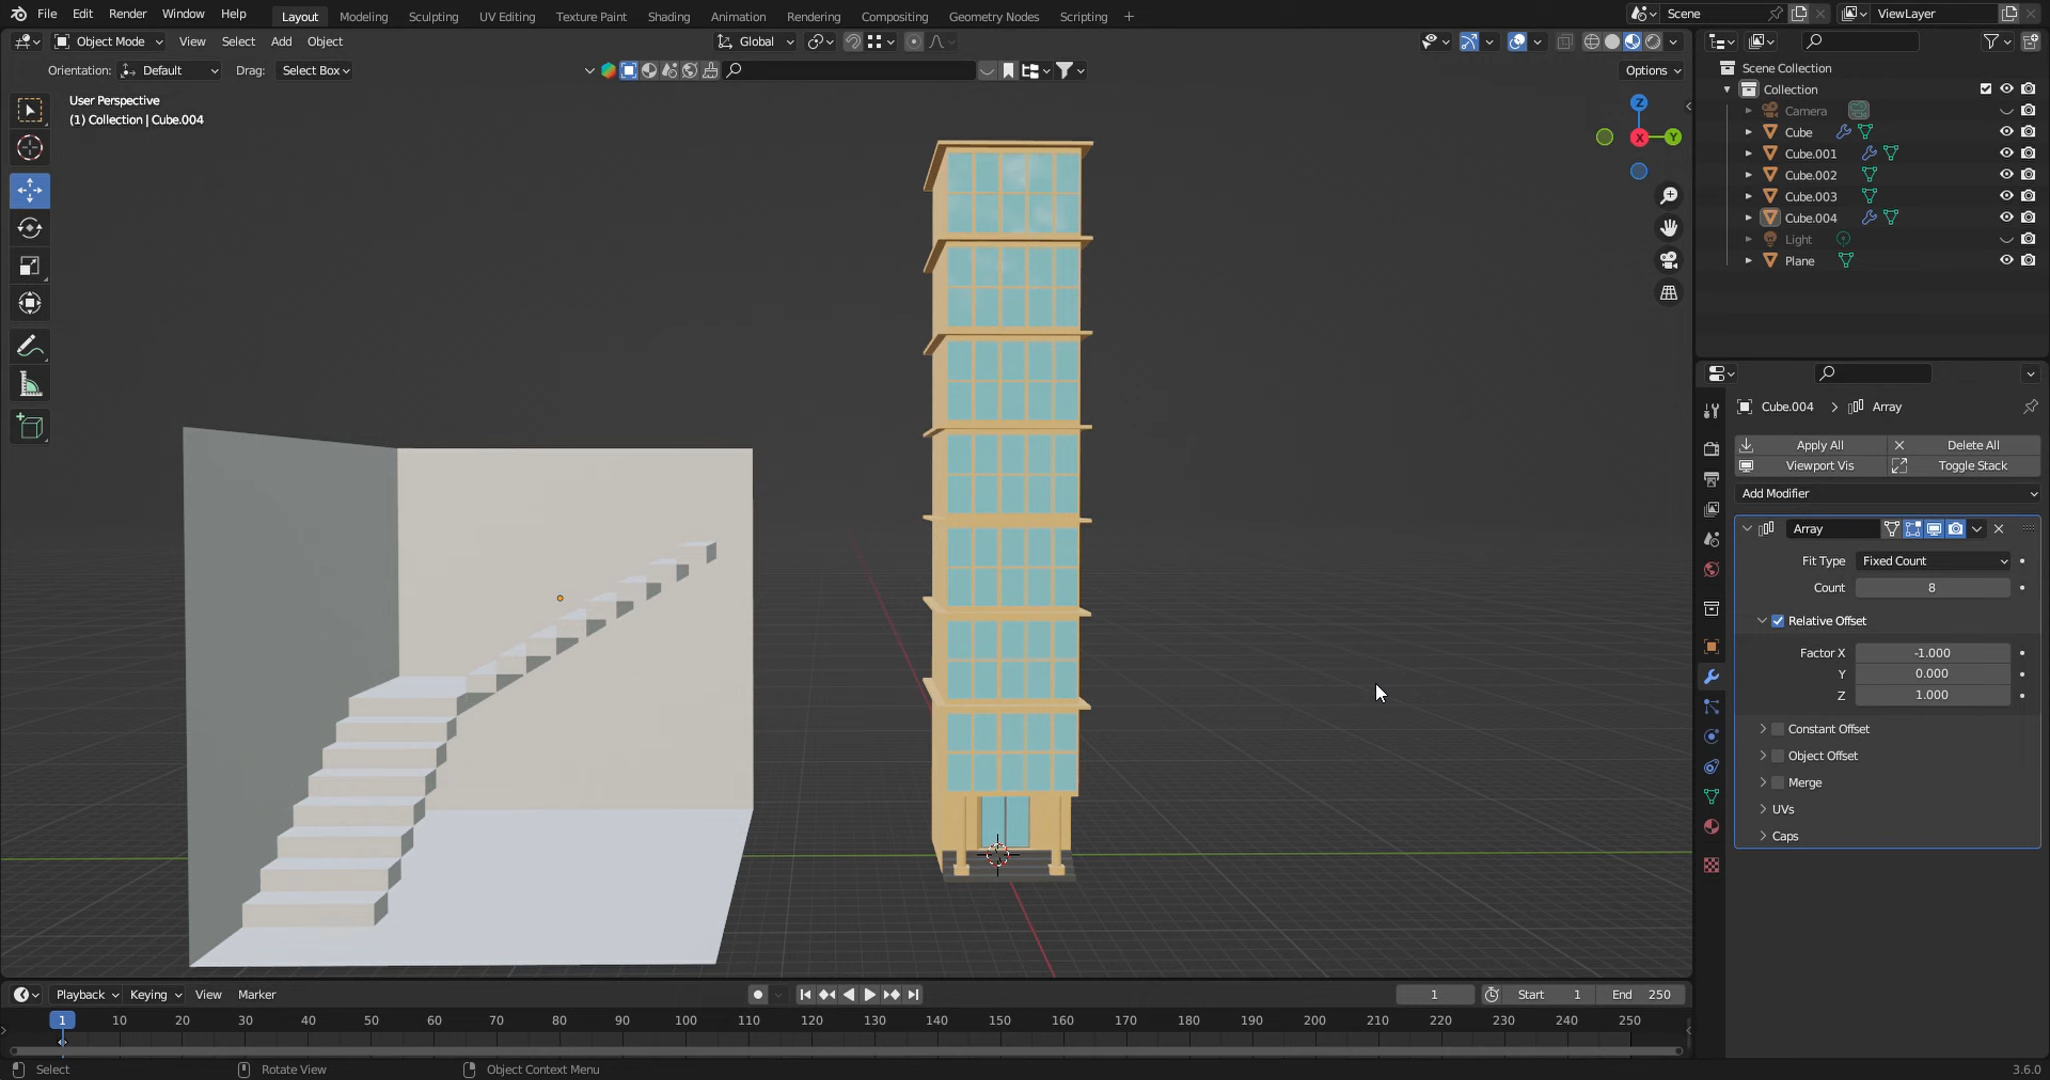 File Edit Render Window Help Layout Modeling Sculpting UV Editing Texture Paint Shading Animation Rendering Compositing Geometry Nodes Scripting + Scene ViewLayer
Object Mode View Select Add Object Global
Orientation: Default Drag: Select Box Options
User Perspective
(1) Collection | Cube.004
Z
X
Y
Scene Collection
Collection
Camera
Cube
Cube.001
Cube.002
Cube.003
Cube.004
Light
Plane
Cube.004 > Array
Apply All Delete All
Viewport Vis Toggle Stack
Add Modifier
Array
Fit Type Fixed Count
Count 8
Relative Offset
Factor X -1.000
Y 0.000
Z 1.000
Constant Offset
Object Offset
Merge
UVs
Caps
Playback Keying View Marker 1 Start 1 End 250
1 10 20 30 40 50 60 70 80 90 100 110 120 130 140 150 160 170 180 190 200 210 220 230 240 250
Select Rotate View Object Context Menu 3.6.0